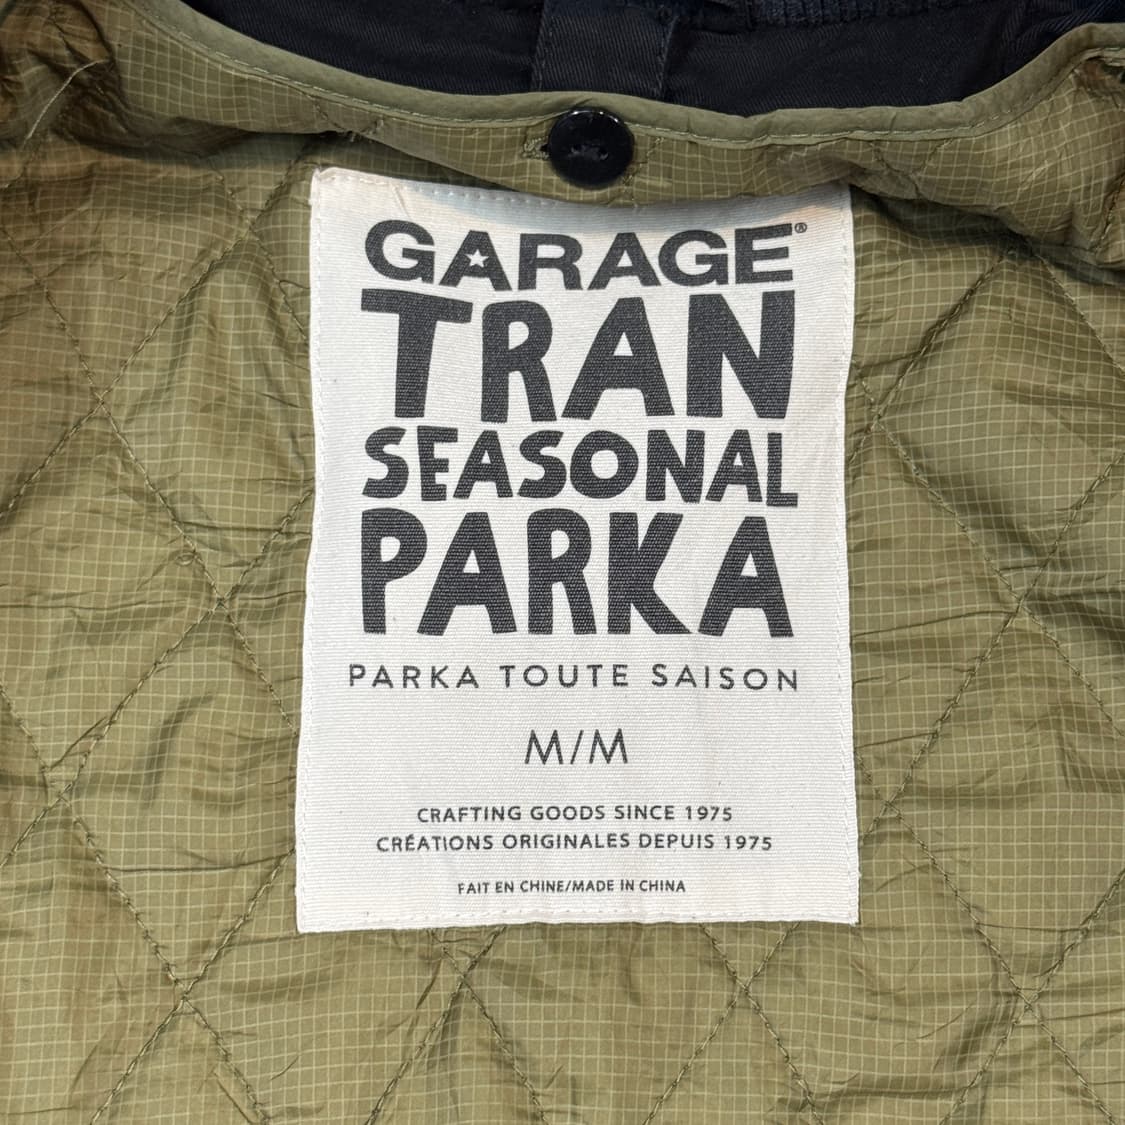 GARAGE®
TRAN
SEASONAL
PARKA
PARKA TOUTE SAISON
M/M
CRAFTING GOODS SINCE 1975
CRÉATIONS ORIGINALES DEPUIS 1975
FAIT EN CHINE/MADE IN CHINA